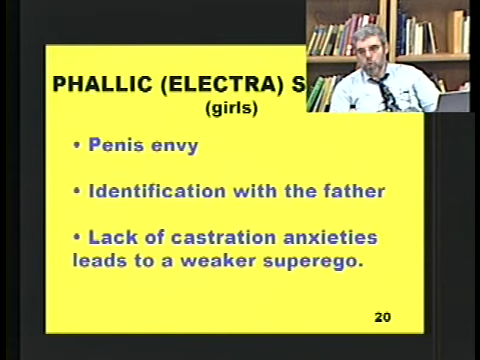 PHALLIC (ELECTRA) S
(girls)
• Penis envy
• Identification with the father
• Lack of castration anxieties
leads to a weaker superego.
20